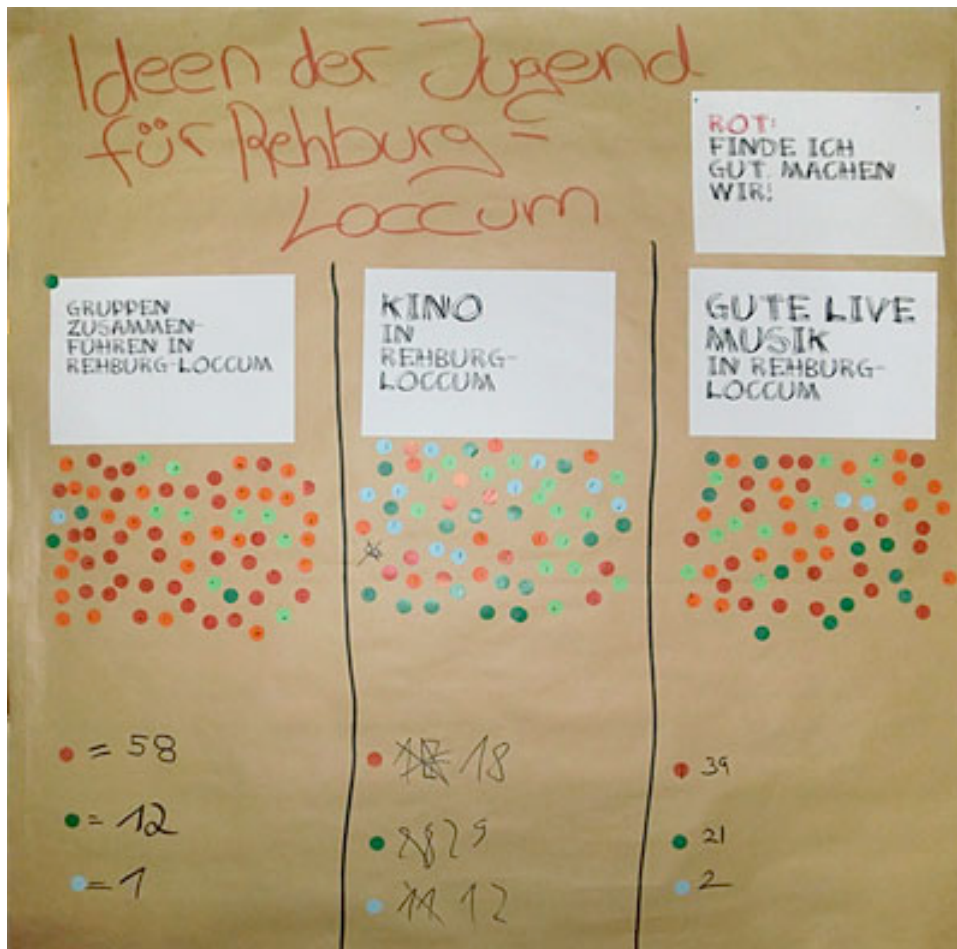 Ideen der Jugend
für Rehburg-
Loccum
ROT:
FINDE ICH
GUT. MACHEN
WIR!
GRUPPEN
ZUSAMMEN-
FÜHREN IN
REHBURG-LOCCUM
KINO
IN
REHBURG-
LOCCUM
GUTE LIVE
MUSIK
IN REHBURG-
LOCCUM
= 58
= 12
= 1
18
29
12
39
21
2